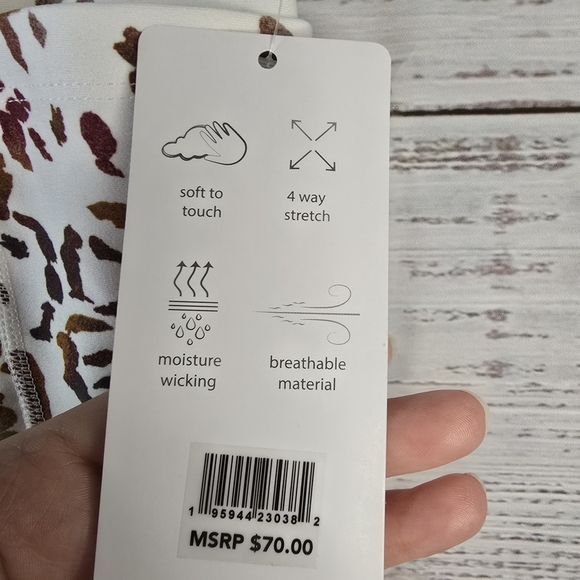 soft to
touch
4 way
stretch
moisture
wicking
breathable
material
1 95944 23038 2
MSRP $70.00